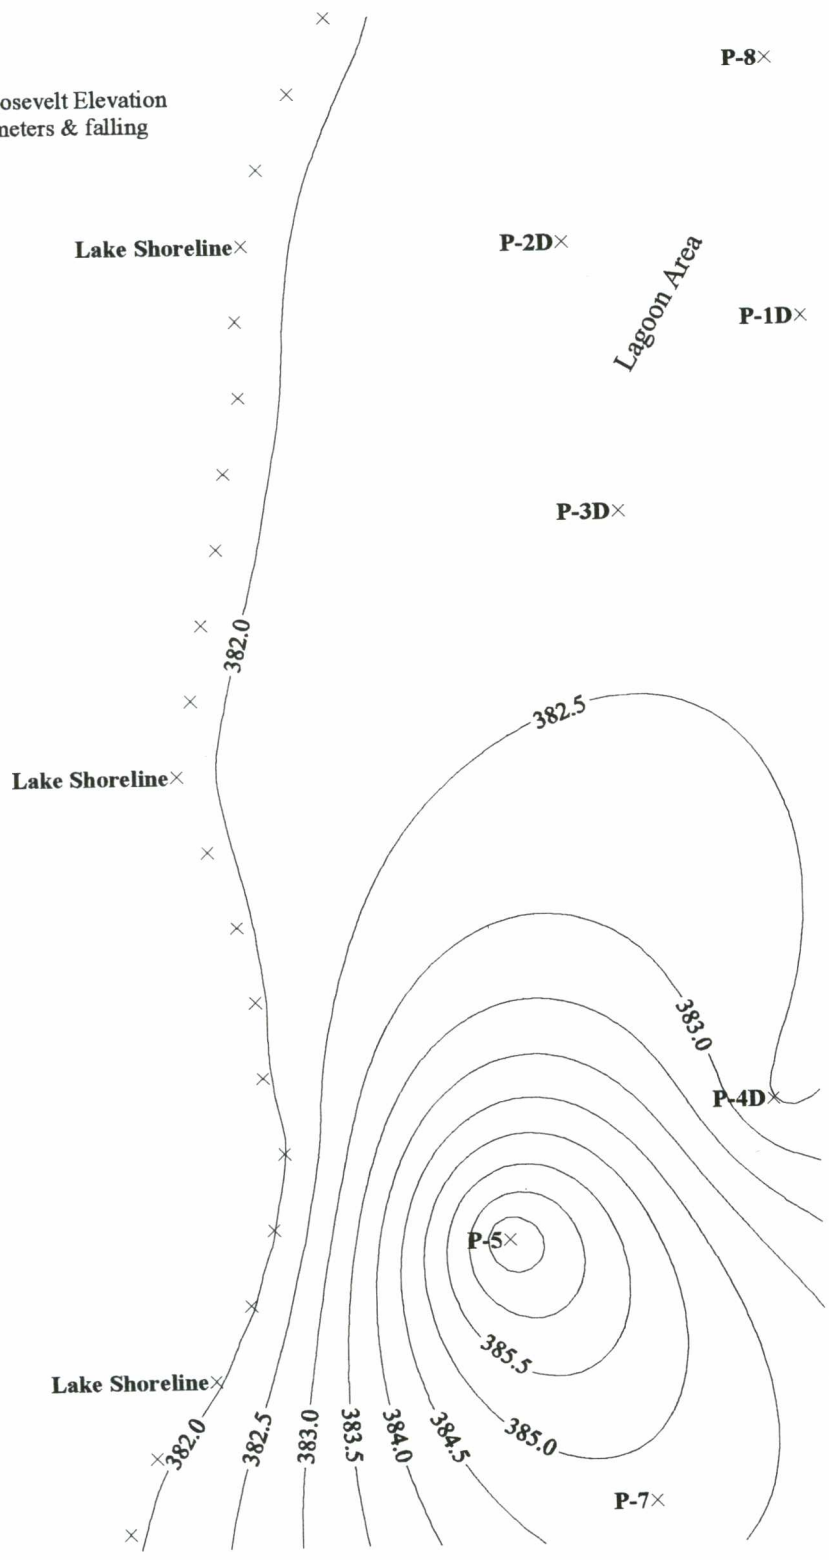 P-8
osevelt Elevation
neters & falling
Lake Shoreline
P-2D
Lagoon Area
P-1D
P-3D
382.0
382.5
Lake Shoreline
383.0
P-4D
P-5
385.5
Lake Shoreline
382.0
382.5
383.0
383.5
384.0
384.5
385.0
P-7